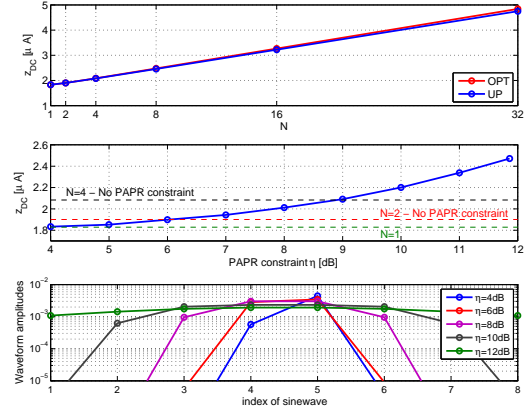 5
4
3
2
1
z_DC [μ A]
1 2 4 8 16 32
N
OPT
UP
2.6
2.4
2.2
2
1.8
z_DC [μ A]
N=4 – No PAPR constraint
N=2 – No PAPR constraint
N=1
4 5 6 7 8 9 10 11 12
PAPR constraint η [dB]
10^−2
10^−3
10^−4
10^−5
Waveform amplitudes
η=4dB
η=6dB
η=8dB
η=10dB
η=12dB
1 2 3 4 5 6 7 8
index of sinewave